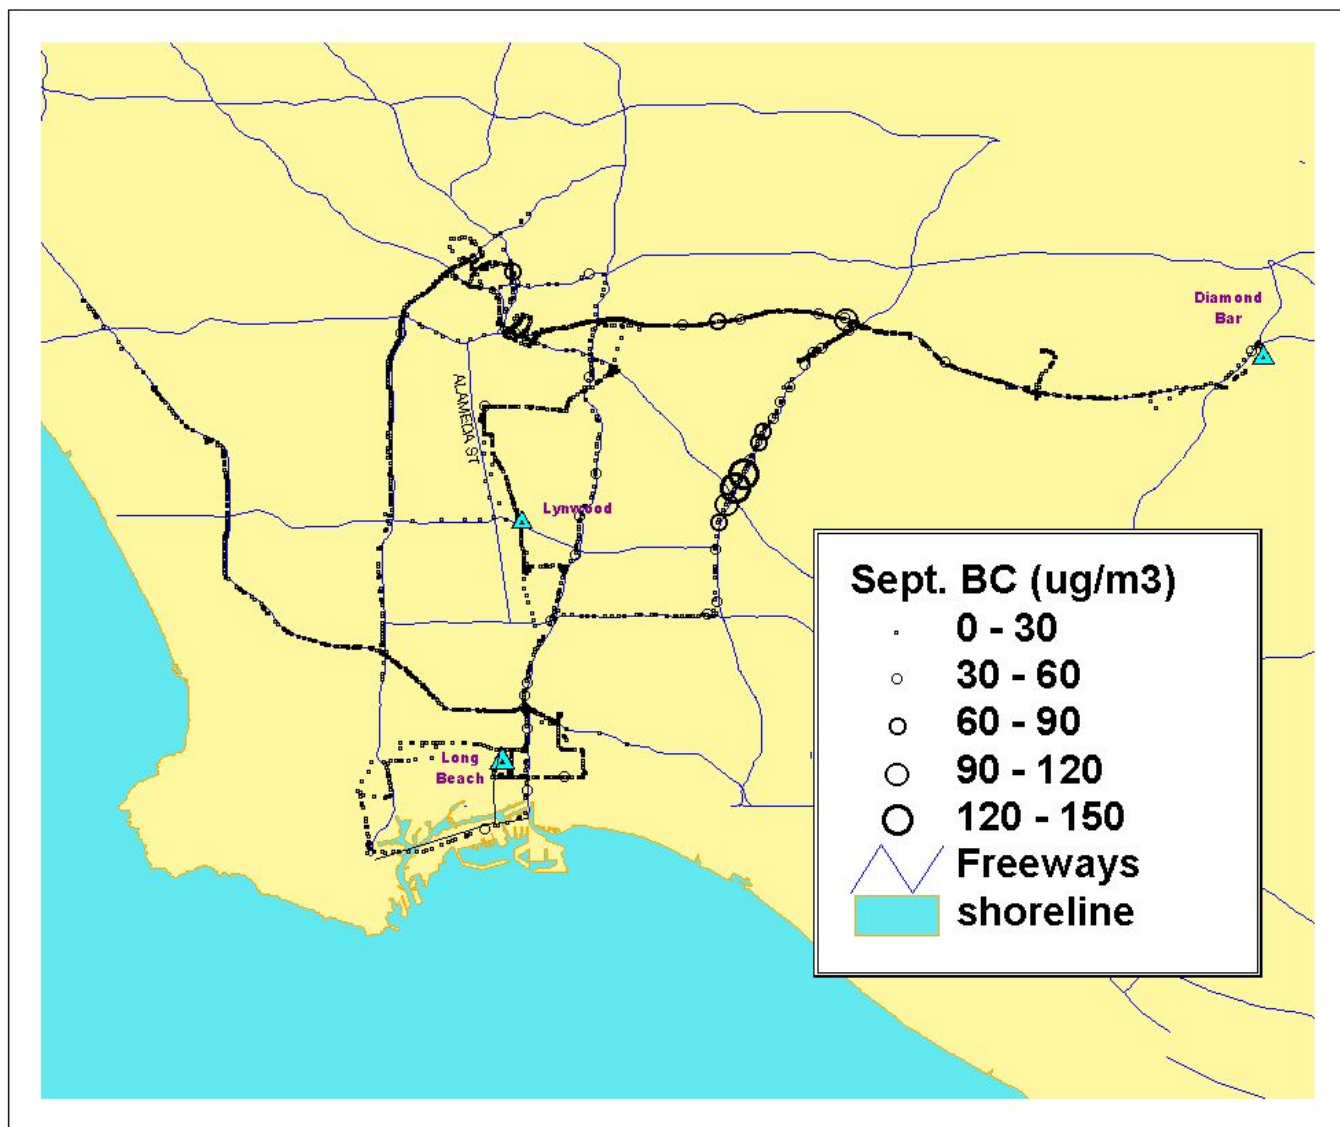 Diamond
Bar
ALAMEDA ST
Lynwood
Long
Beach
Sept. BC (ug/m3)
0 - 30
30 - 60
60 - 90
90 - 120
120 - 150
Freeways
shoreline